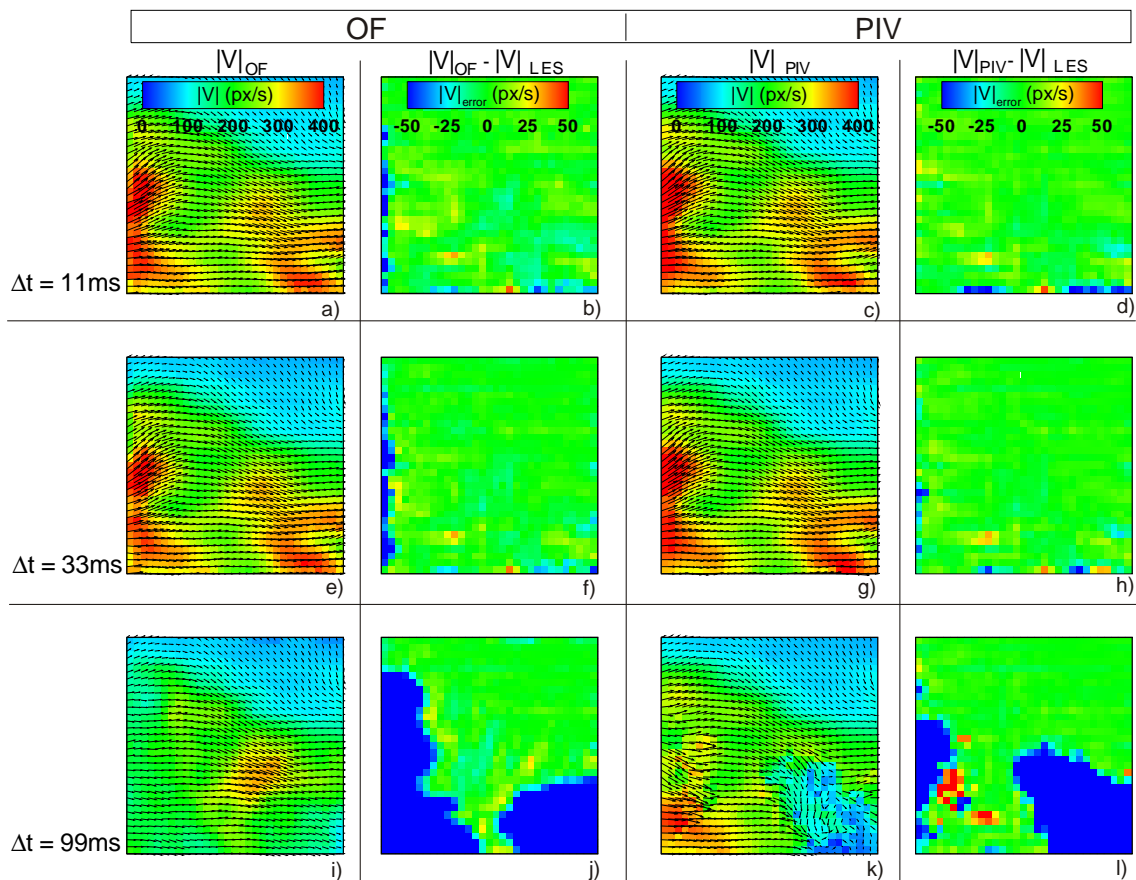 OF PIV
|V|OF |V|OF - |V| LES |V| PIV |V|PIV- |V| LES
|V| (px/s) |V|error (px/s) |V| (px/s) |V|error (px/s)
0 100 200 300 400 -50 -25 0 25 50 0 100 200 300 400 -50 -25 0 25 50
Δt = 11ms
a) b) c) d)
Δt = 33ms
e) f) g) h)
Δt = 99ms
i) j) k) l)